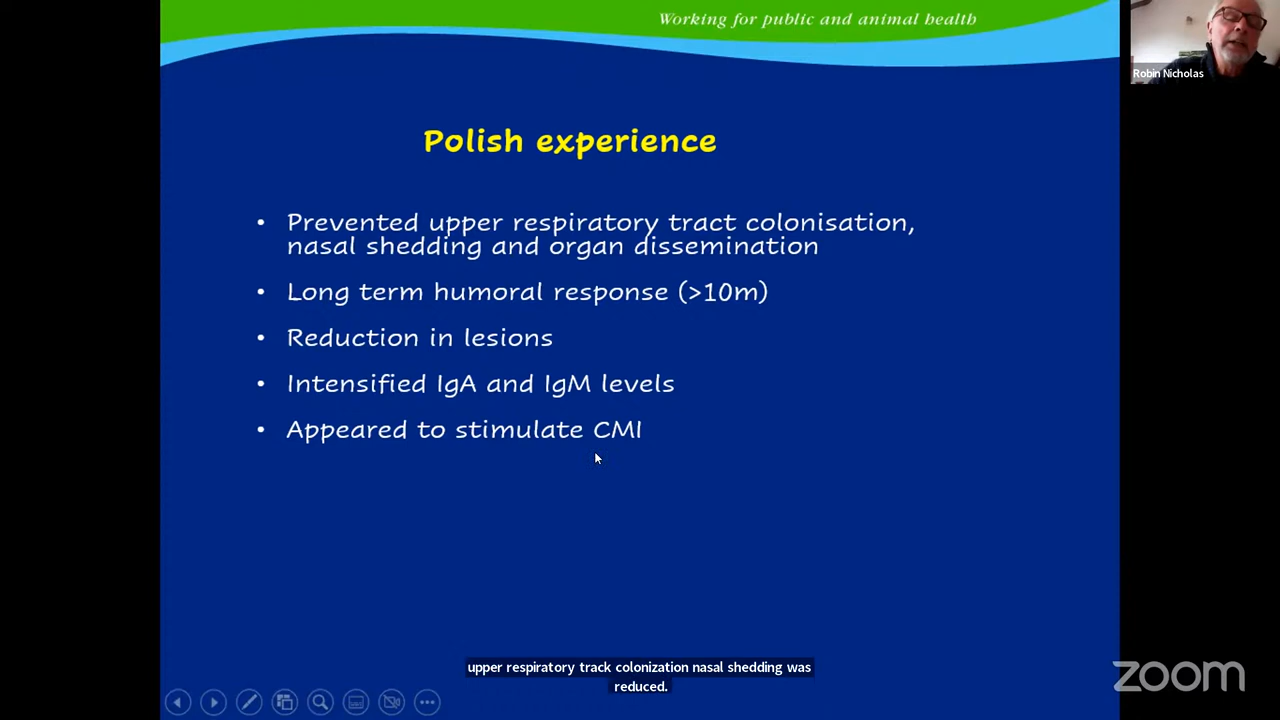 Working for public and animal health
Robin Nicholas
Polish experience
• Prevented upper respiratory tract colonisation,
nasal shedding and organ dissemination
• Long term humoral response (>10m)
• Reduction in lesions
• Intensified IgA and IgM levels
• Appeared to stimulate CMI
upper respiratory track colonization nasal shedding was
reduced.
zoom